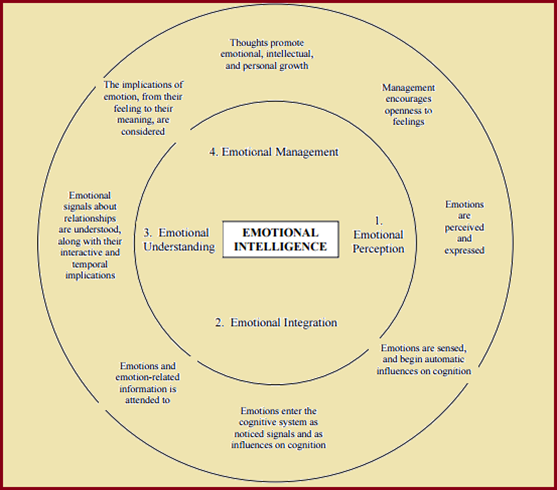 Thoughts promote
emotional, intellectual,
and personal growth
The implications of
emotion, from their
feeling to their
meaning, are
considered
Management
encourages
openness to
feelings
4. Emotional Management
Emotional
signals about
relationships
are understood,
along with their
interactive and
temporal
implications
3. Emotional
Understanding
EMOTIONAL
INTELLIGENCE
1.
Emotional
Perception
Emotions
are
perceived
and
expressed
2. Emotional Integration
Emotions are sensed,
and begin automatic
influences on cognition
Emotions and
emotion-related
information is
attended to
Emotions enter the
cognitive system as
noticed signals and as
influences on cognition